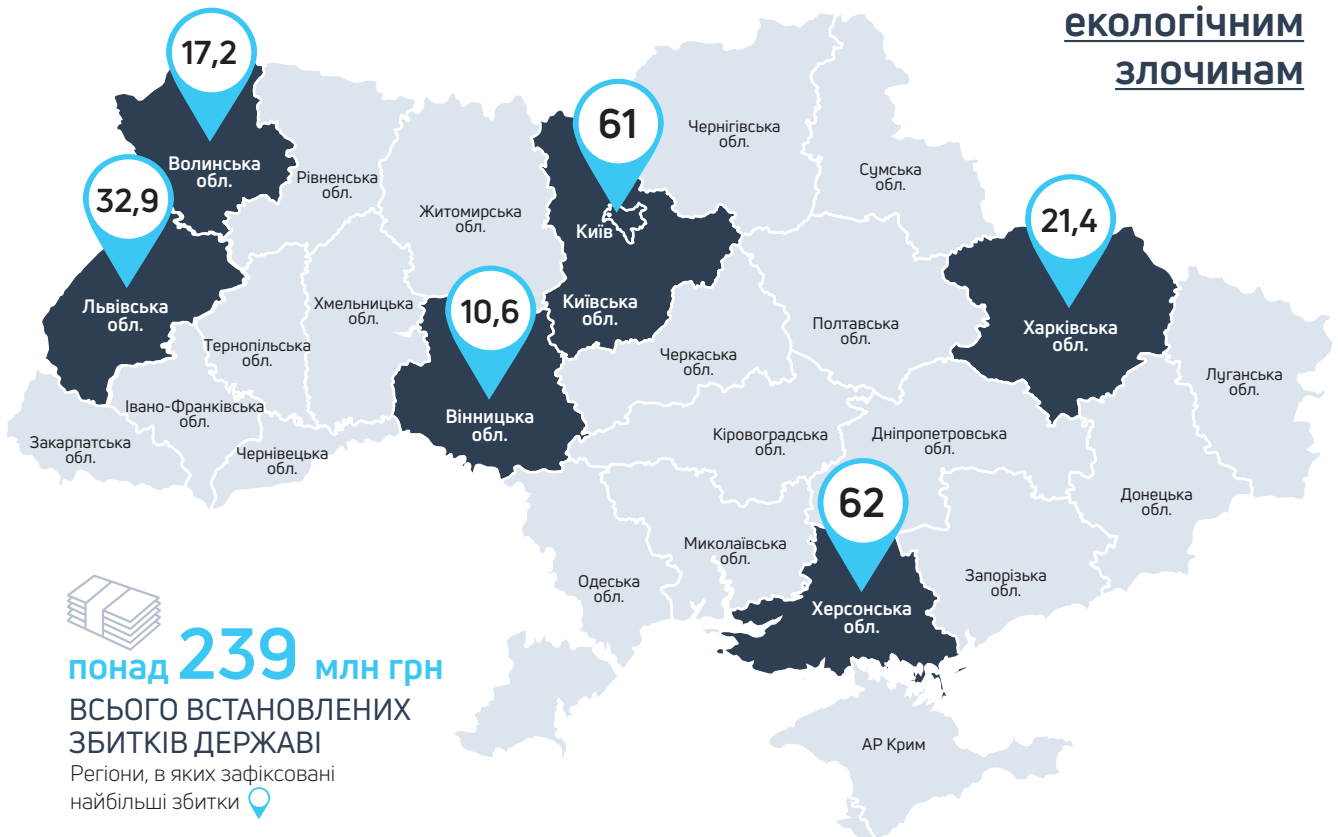 екологічним
злочинам
17,2
61
Чернігівська
обл.
Сумська
обл.
Волинська
обл.
Рівненська
обл.
32,9
Житомирська
обл.
Київ
21,4
Львівська
обл.
Хмельницька
обл.
10,6
Київська
обл.
Полтавська
обл.
Харківська
обл.
Тернопільська
обл.
Черкаська
обл.
Луганська
обл.
Івано-Франківська
обл.
Вінницька
обл.
Закарпатська
обл.
Чернівецька
обл.
Кіровоградська
обл.
Дніпропетровська
обл.
62
Донецька
обл.
Миколаївська
обл.
Одеська
обл.
Запорізька
обл.
Херсонська
обл.
понад 239 млн грн
ВСЬОГО ВСТАНОВЛЕНИХ
ЗБИТКІВ ДЕРЖАВІ
Регіони, в яких зафіксовані
найбільші збитки
АР Крим